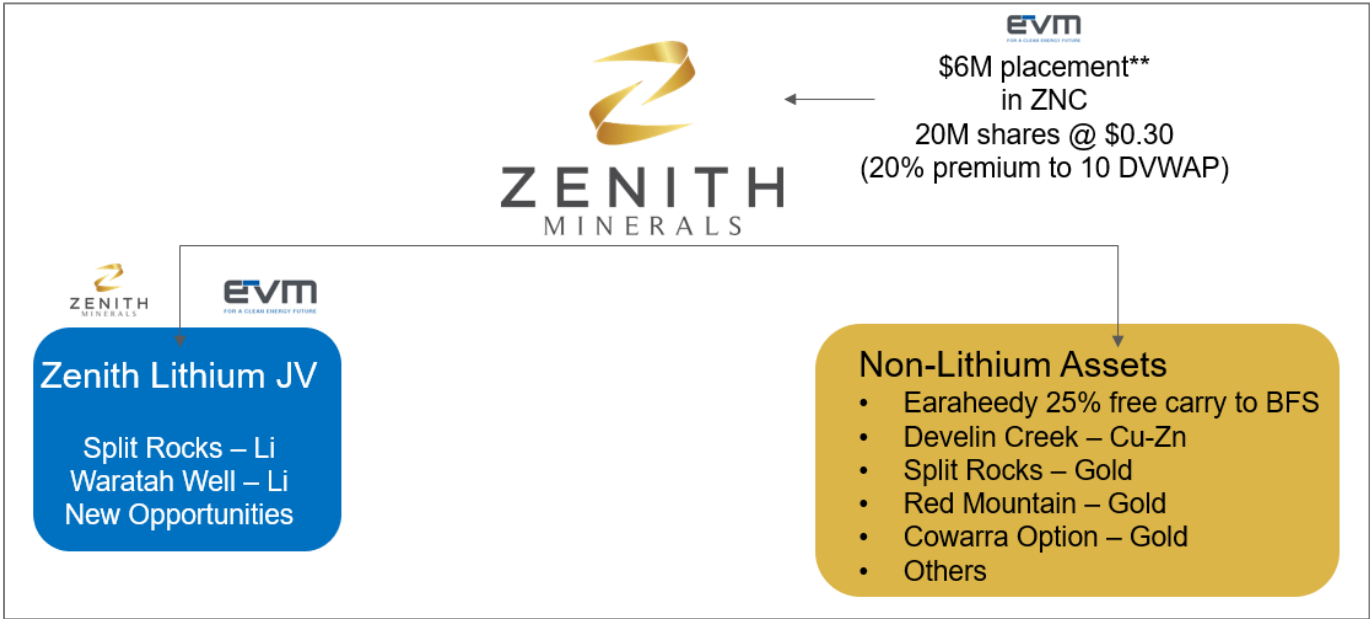 EVM
FOR A CLEAN ENERGY FUTURE
$6M placement**
in ZNC
20M shares @ $0.30
(20% premium to 10 DVWAP)
ZENITH
MINERALS
ZENITH
MINERALS
EVM
FOR A CLEAN ENERGY FUTURE
Zenith Lithium JV
Split Rocks – Li
Waratah Well – Li
New Opportunities
Non-Lithium Assets
• Earaheedy 25% free carry to BFS
• Develin Creek – Cu-Zn
• Split Rocks – Gold
• Red Mountain – Gold
• Cowarra Option – Gold
• Others